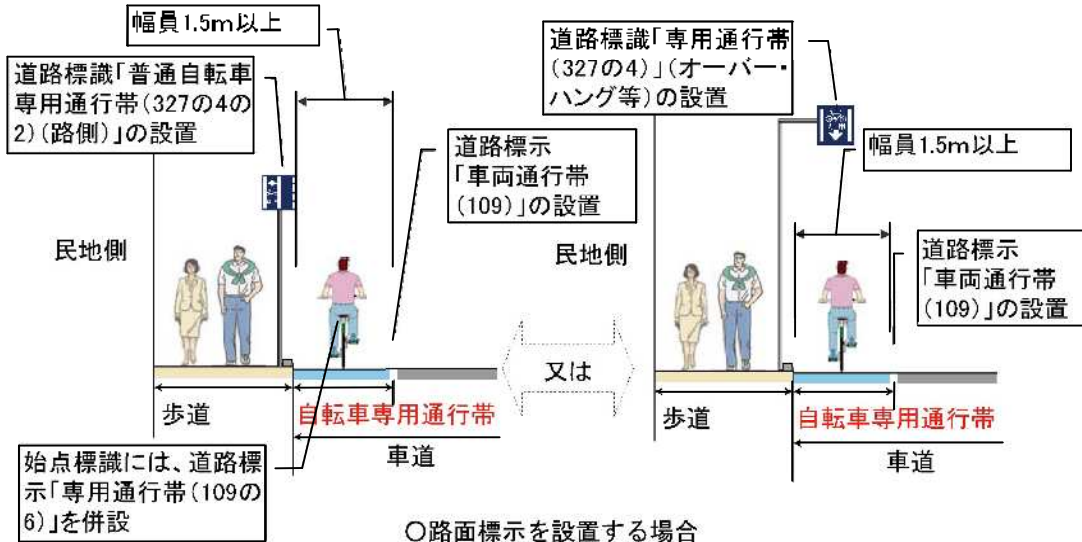 幅員1.5m以上
道路標識「普通自転車
専用通行帯(327の4の
2)(路側)」の設置
道路標示
「車両通行帯
(109)」の設置
民地側
歩道
自転車専用通行帯
車道
始点標識には、道路標
示「専用通行帯(109の
6)」を併設
又は
道路標識「専用通行帯
(327の4)」(オーバー・
ハング等)の設置
幅員1.5m以上
民地側
道路標示
「車両通行帯
(109)」の設置
歩道
自転車専用通行帯
車道
〇路面標示を設置する場合